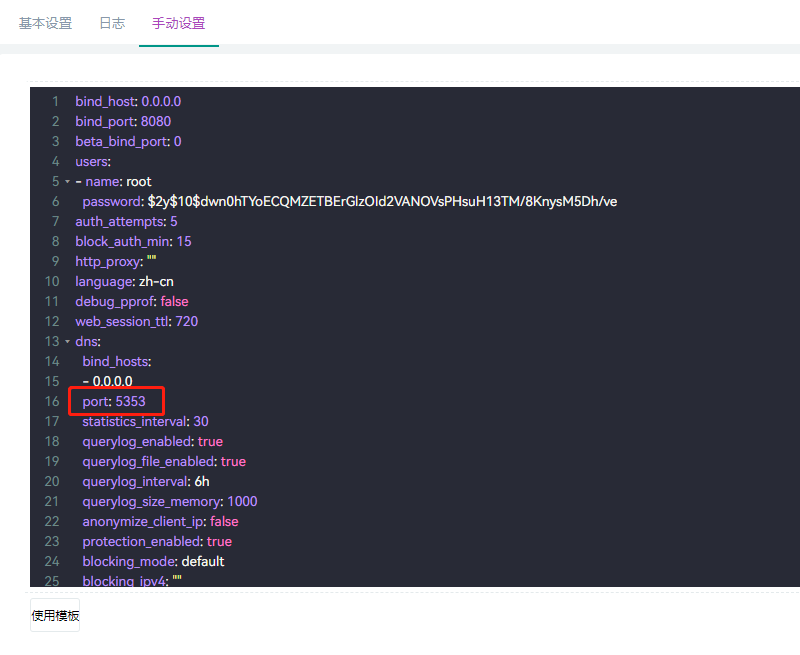 基本设置 日志 手动设置
1 bind_host: 0.0.0.0
2 bind_port: 8080
3 beta_bind_port: 0
4 users:
5 - name: root
6 password: $2y$10$dwn0hTYoECQMZETBErGlzOId2VANOVsPHsuH13TM/8KnysM5Dh/ve
7 auth_attempts: 5
8 block_auth_min: 15
9 http_proxy: ""
10 language: zh-cn
11 debug_pprof: false
12 web_session_ttl: 720
13 dns:
14 bind_hosts:
15 - 0.0.0.0
16 port: 5353
17 statistics_interval: 30
18 querylog_enabled: true
19 querylog_file_enabled: true
20 querylog_interval: 6h
21 querylog_size_memory: 1000
22 anonymize_client_ip: false
23 protection_enabled: true
24 blocking_mode: default
25 blocking_ipv4: ""
使用模板